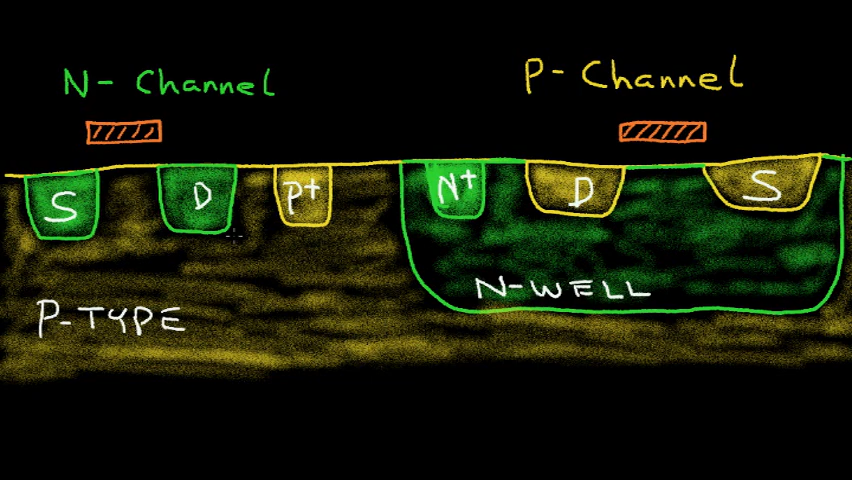 N- Channel
P- Channel
S D P+ N+ D S
N-WELL
P-TYPE